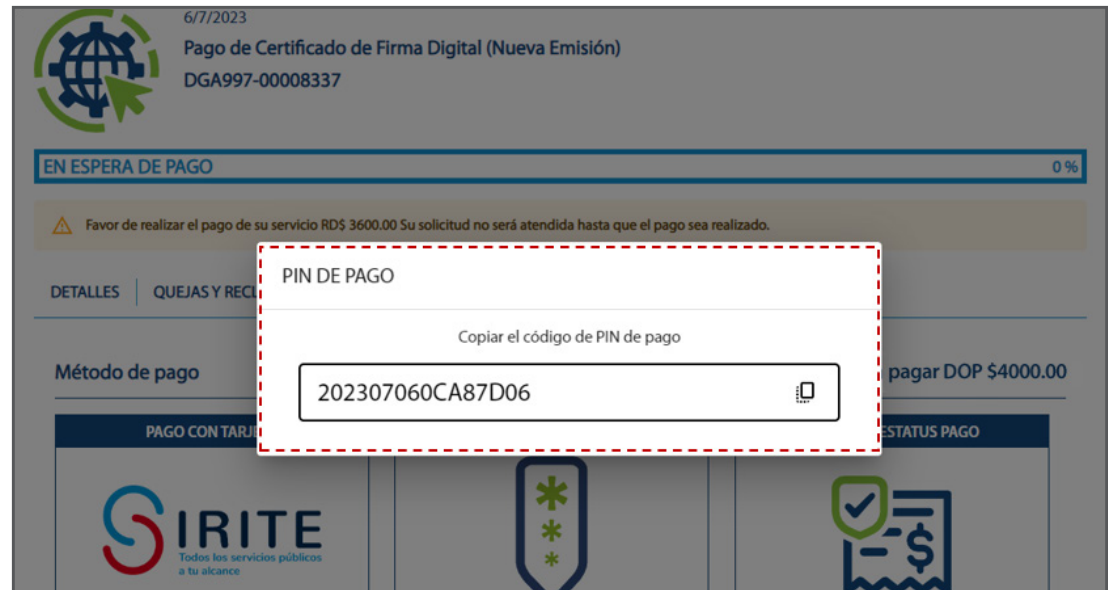 6/7/2023
Pago de Certificado de Firma Digital (Nueva Emisión)
DGA997-00008337
EN ESPERA DE PAGO 0 %
Favor de realizar el pago de su servicio RD$ 3600.00 Su solicitud no será atendida hasta que el pago sea realizado.
DETALLES QUEJAS Y
PIN DE PAGO
Copiar el código de PIN de pago
202307060CA87D06
Método de pago pagar DOP $4000.00
PAGO CON ESTATUS PAGO
SIRITE
Todos los servicios públicos
a tu alcance